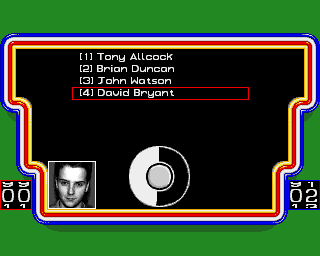 [1] Tony Allcock
[2] Brian Duncan
[3] John Watson
[4] David Bryant
00 02